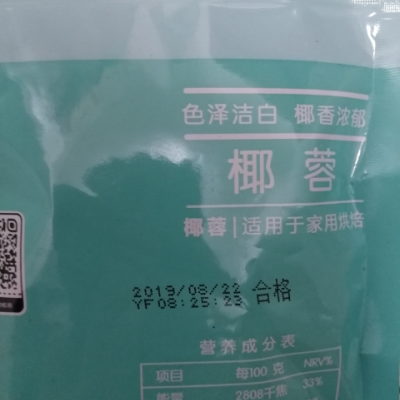 色泽洁白 椰香浓郁
椰蓉
椰蓉|适用于家用烘焙
2019/08/22 合格
YF08:25:23
营养成分表
项目 每100克 NRV%
能量 2808千焦 33%